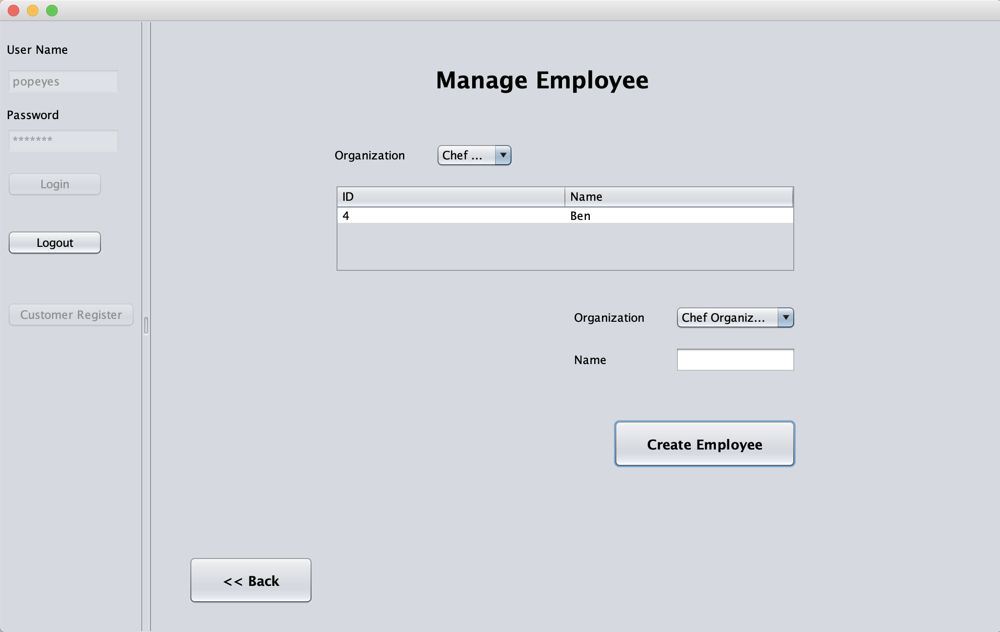 User Name
popeyes
Password
*******
Login
Logout
Customer Register
Manage Employee
Organization Chef ...
ID Name
4 Ben
Organization Chef Organiz...
Name
Create Employee
<< Back